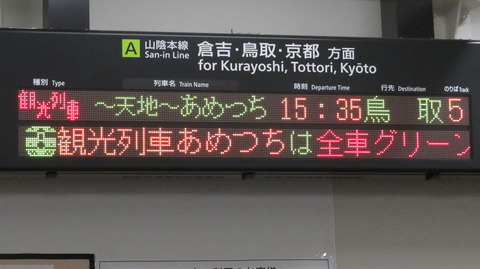 A 山陰本線 San-in Line 倉吉・鳥取・京都 方面
for Kurayoshi, Tottori, Kyōto
種別 Type 列車名 Train Name 時刻 Departure Time 行先 Destination のりば Track
観光列車 ～天地～あめつち 15:35 鳥取 5
観光列車あめつちは全車グリーン